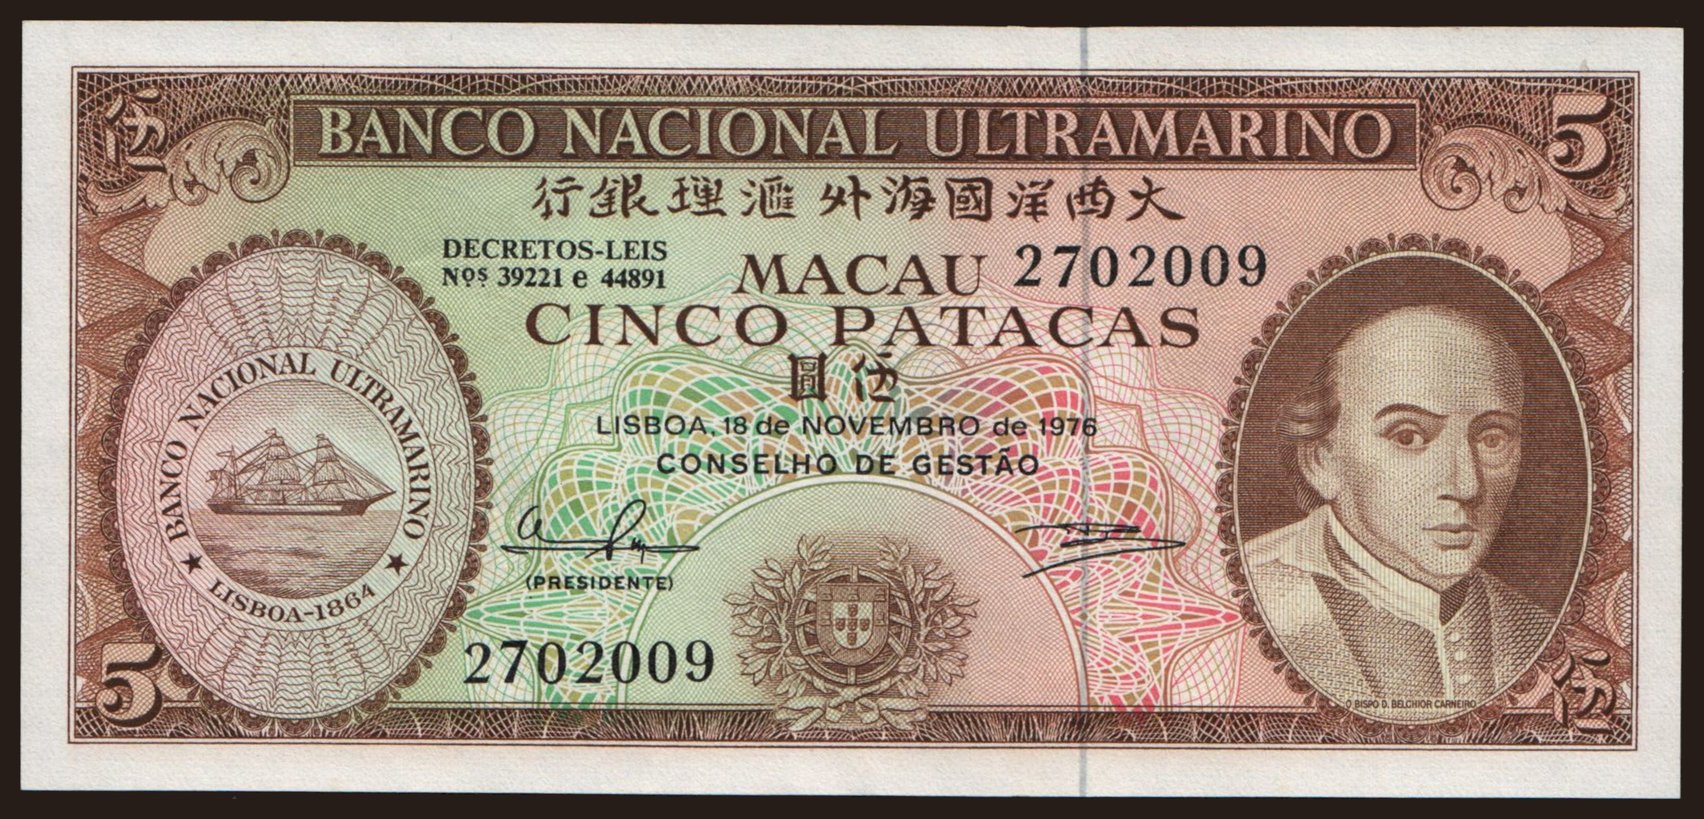 伍
5
BANCO NACIONAL ULTRAMARINO
行銀理滙外海國洋西大
DECRETOS-LEIS
Nos 39221 e 44891
MACAU 2702009
CINCO PATACAS
圓伍
LISBOA, 18 de NOVEMBRO de 1976
CONSELHO DE GESTÃO
(PRESIDENTE)
BANCO NACIONAL ULTRAMARINO
LISBOA-1864
2702009
O BISPO D. BELCHIOR CARNEIRO
5
伍